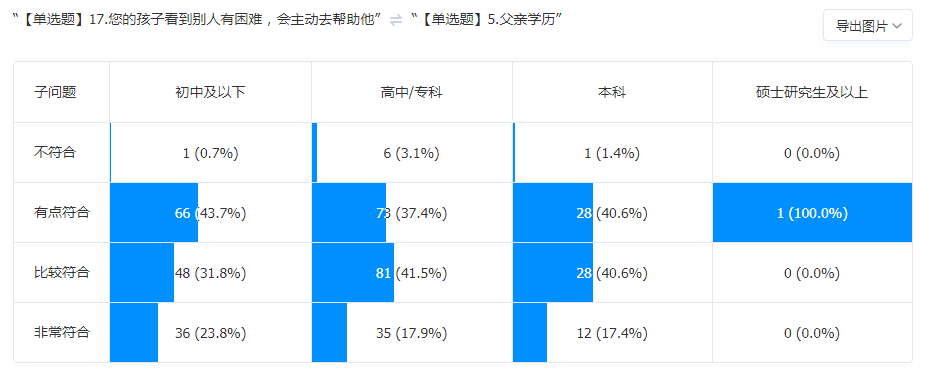 “【单选题】17.您的孩子看到别人有困难，会主动去帮助他” ⇌ “【单选题】5.父亲学历”
导出图片
子问题 初中及以下 高中/专科 本科 硕士研究生及以上
不符合 1 (0.7%) 6 (3.1%) 1 (1.4%) 0 (0.0%)
有点符合 66 (43.7%) 73 (37.4%) 28 (40.6%) 1 (100.0%)
比较符合 48 (31.8%) 81 (41.5%) 28 (40.6%) 0 (0.0%)
非常符合 36 (23.8%) 35 (17.9%) 12 (17.4%) 0 (0.0%)